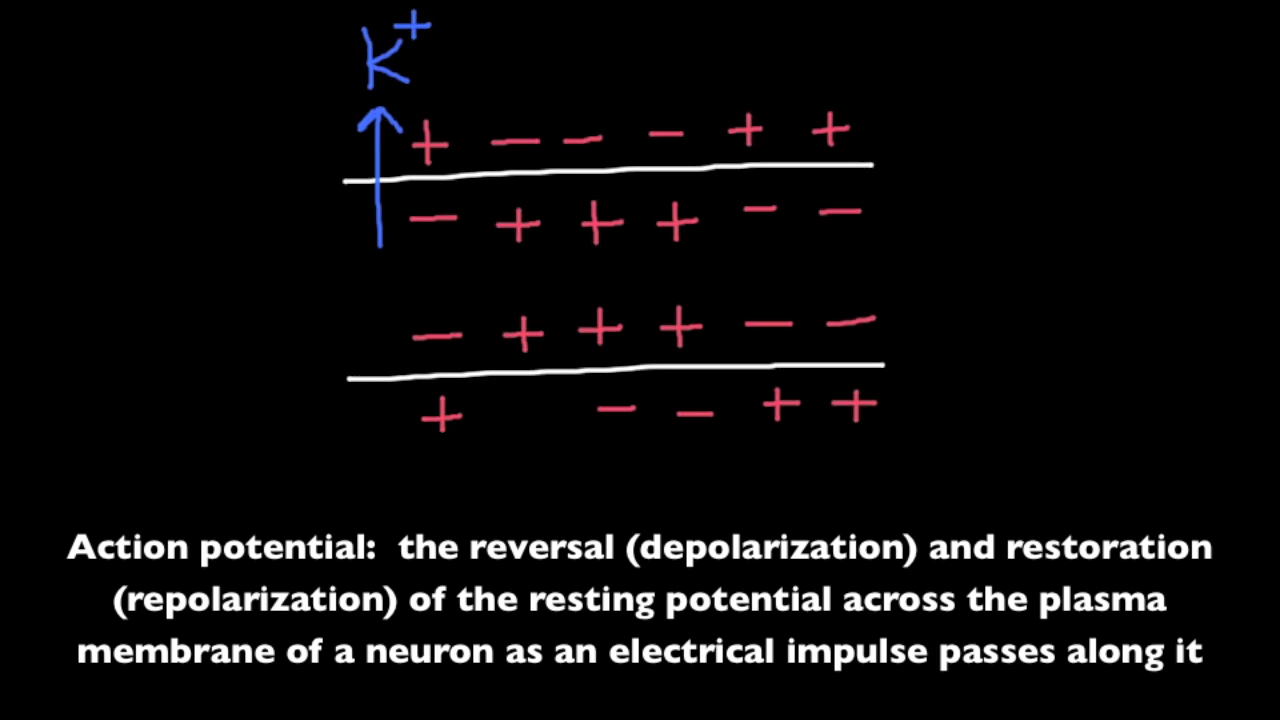 K+
+ − − − + +
− + + + − −
− + + + − −
+ − − + +
Action potential:  the reversal (depolarization) and restoration
(repolarization) of the resting potential across the plasma
membrane of a neuron as an electrical impulse passes along it